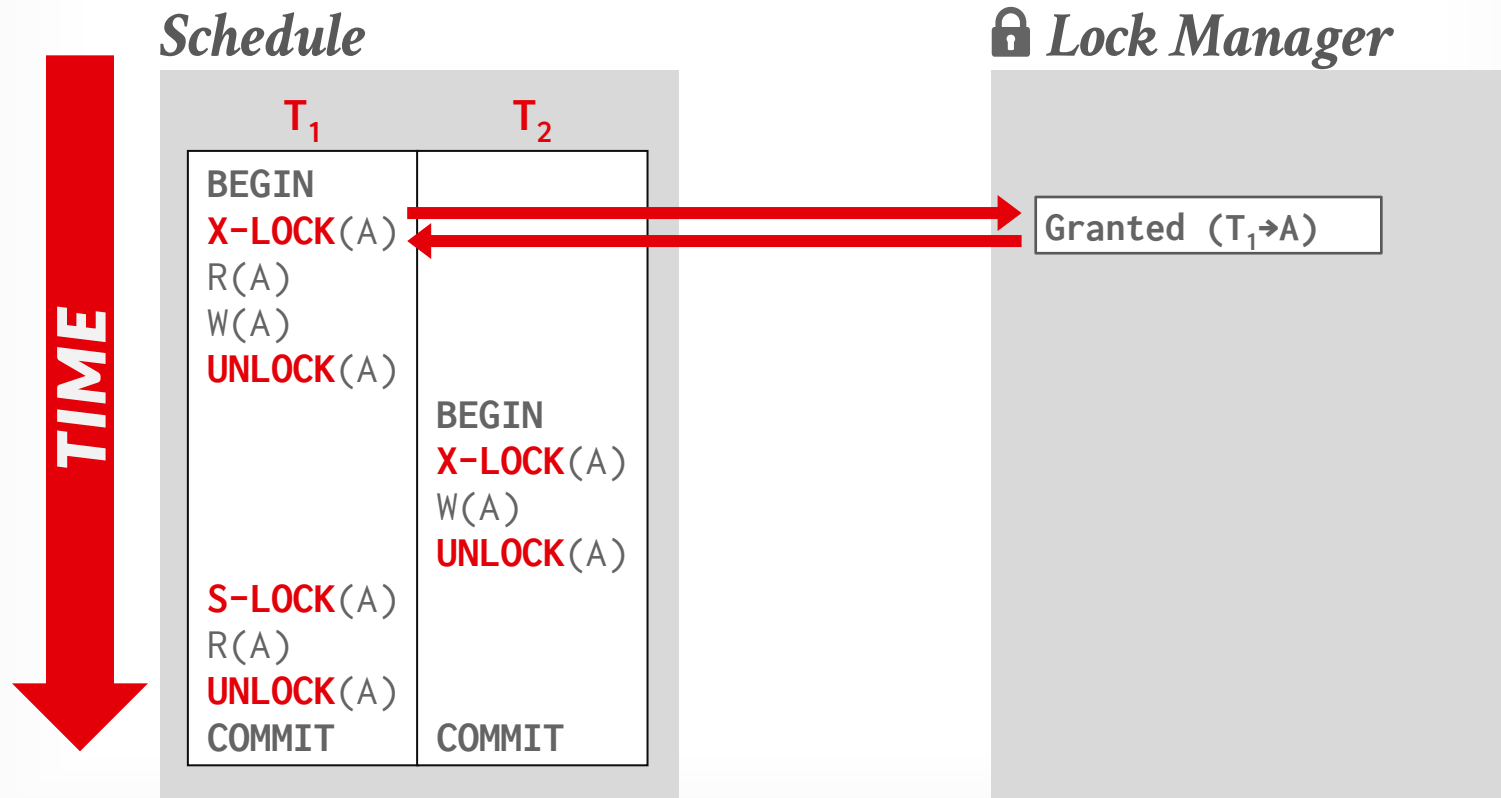 Schedule
Lock Manager
TIME
T1
T2
BEGIN
X-LOCK(A)
R(A)
W(A)
UNLOCK(A)
BEGIN
X-LOCK(A)
W(A)
UNLOCK(A)
S-LOCK(A)
R(A)
UNLOCK(A)
COMMIT
COMMIT
Granted (T1→A)